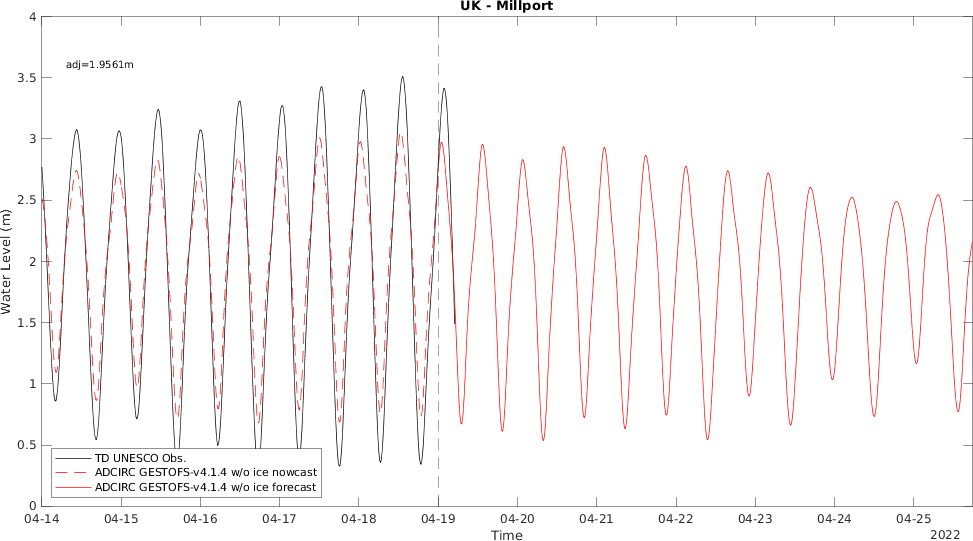 UK - Millport
4
adj=1.9561m
3.5
3
2.5
2
1.5
1
0.5
0
Water Level (m)
TD UNESCO Obs.
ADCIRC GESTOFS-v4.1.4 w/o ice nowcast
ADCIRC GESTOFS-v4.1.4 w/o ice forecast
04-14 04-15 04-16 04-17 04-18 04-19 04-20 04-21 04-22 04-23 04-24 04-25
Time
2022